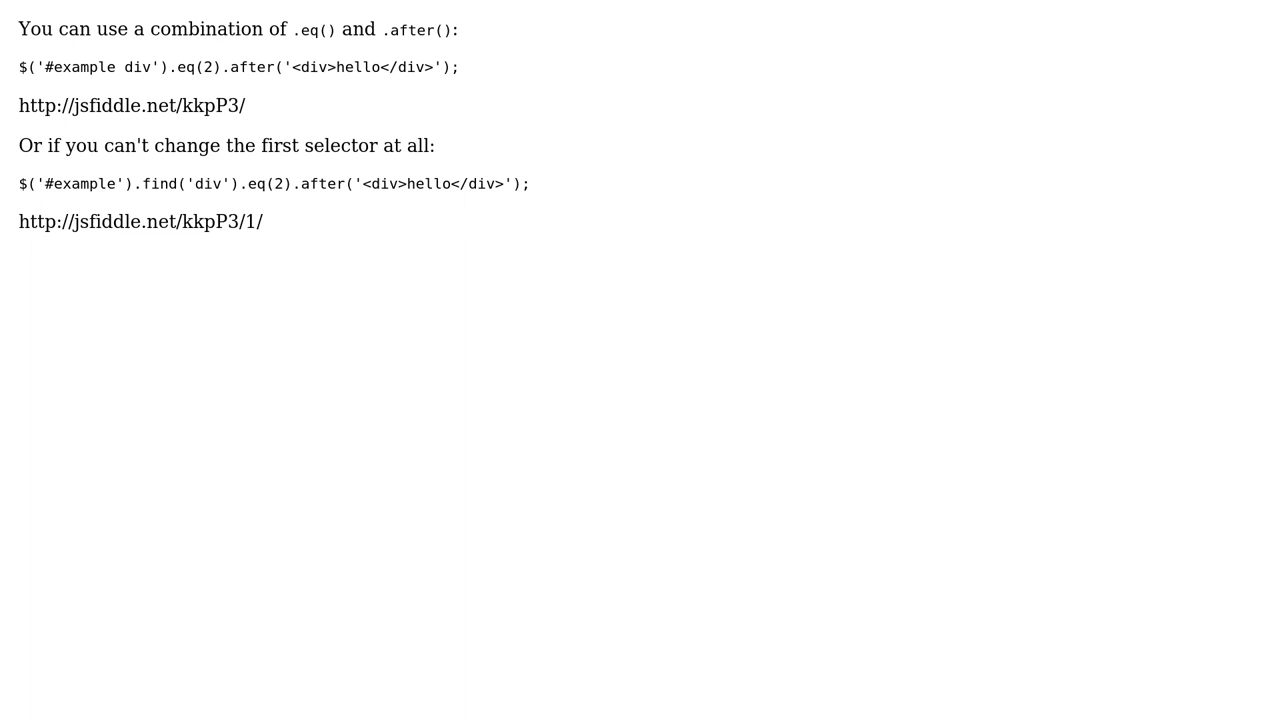 You can use a combination of .eq() and .after():
$('#example div').eq(2).after('<div>hello</div>');
http://jsfiddle.net/kkpP3/
Or if you can't change the first selector at all:
$('#example').find('div').eq(2).after('<div>hello</div>');
http://jsfiddle.net/kkpP3/1/